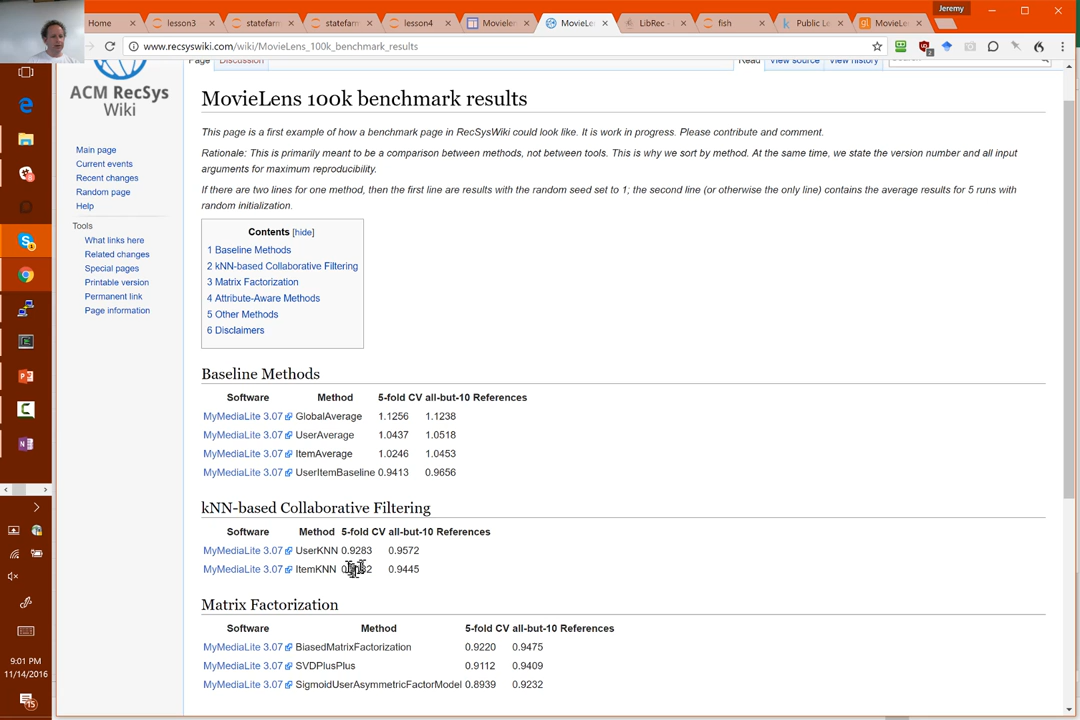 Jeremy
Home
lesson3
statefarm
statefarm
lesson4
Movielen
MovieLe
LibRec -
fish
Public Le
MovieLe
www.recsyswiki.com/wiki/MovieLens_100k_benchmark_results
Page
Discussion
Read
View source
View history
ACM RecSys
Wiki
Main page
Current events
Recent changes
Random page
Help
Tools
What links here
Related changes
Special pages
Printable version
Permanent link
Page information
MovieLens 100k benchmark results
This page is a first example of how a benchmark page in RecSysWiki could look like. It is work in progress. Please contribute and comment.
Rationale: This is primarily meant to be a comparison between methods, not between tools. This is why we sort by method. At the same time, we state the version number and all input
arguments for maximum reproducibility.
If there are two lines for one method, then the first line are results with the random seed set to 1; the second line (or otherwise the only line) contains the average results for 5 runs with
random initialization.
Contents [hide]
1 Baseline Methods
2 kNN-based Collaborative Filtering
3 Matrix Factorization
4 Attribute-Aware Methods
5 Other Methods
6 Disclaimers
Baseline Methods
Software Method 5-fold CV all-but-10 References
MyMediaLite 3.07 GlobalAverage 1.1256 1.1238
MyMediaLite 3.07 UserAverage 1.0437 1.0518
MyMediaLite 3.07 ItemAverage 1.0246 1.0453
MyMediaLite 3.07 UserItemBaseline 0.9413 0.9656
kNN-based Collaborative Filtering
Software Method 5-fold CV all-but-10 References
MyMediaLite 3.07 UserKNN 0.9283 0.9572
MyMediaLite 3.07 ItemKNN 0.9445
Matrix Factorization
Software Method 5-fold CV all-but-10 References
MyMediaLite 3.07 BiasedMatrixFactorization 0.9220 0.9475
MyMediaLite 3.07 SVDPlusPlus 0.9112 0.9409
MyMediaLite 3.07 SigmoidUserAsymmetricFactorModel 0.8939 0.9232
9:01 PM
11/14/2016
15